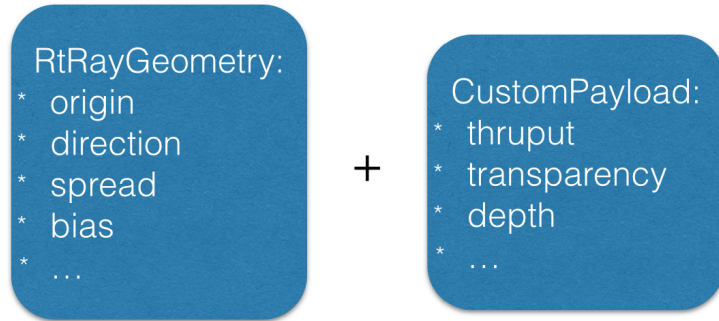 RtRayGeometry:
* origin
* direction
* spread
* bias
* ...
+
CustomPayload:
* thruput
* transparency
* depth
* ...